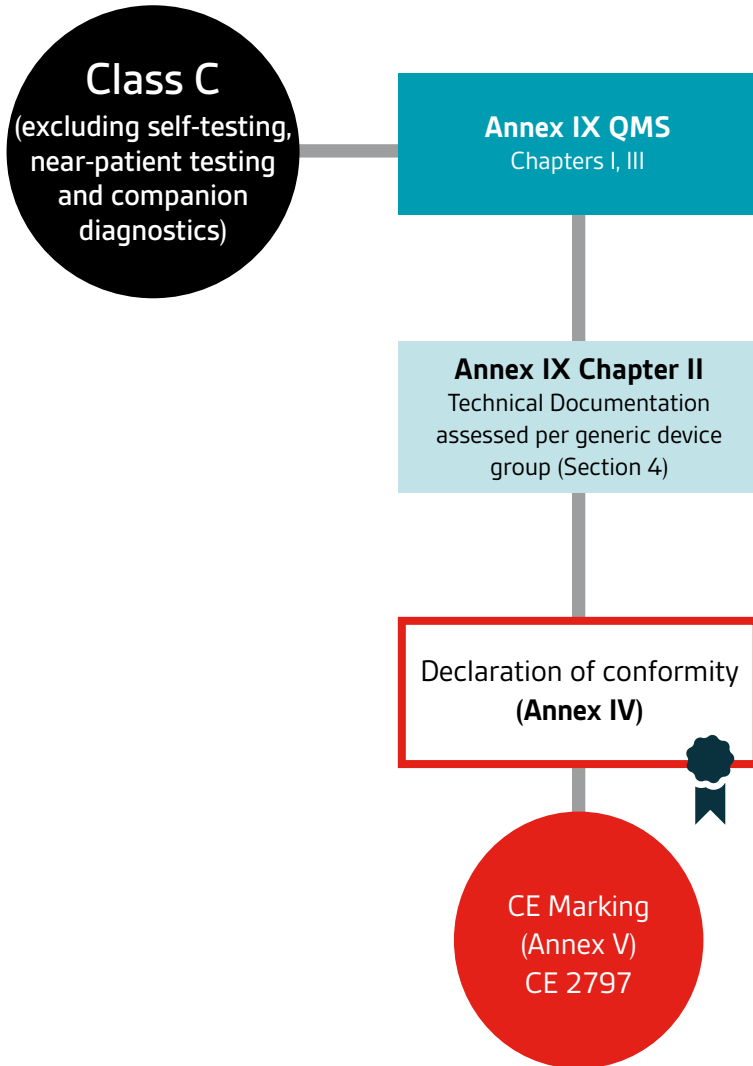 Class C
(excluding self-testing,
near-patient testing
and companion
diagnostics)
Annex IX QMS
Chapters I, III
Annex IX Chapter II
Technical Documentation
assessed per generic device
group (Section 4)
Declaration of conformity
(Annex IV)
CE Marking
(Annex V)
CE 2797